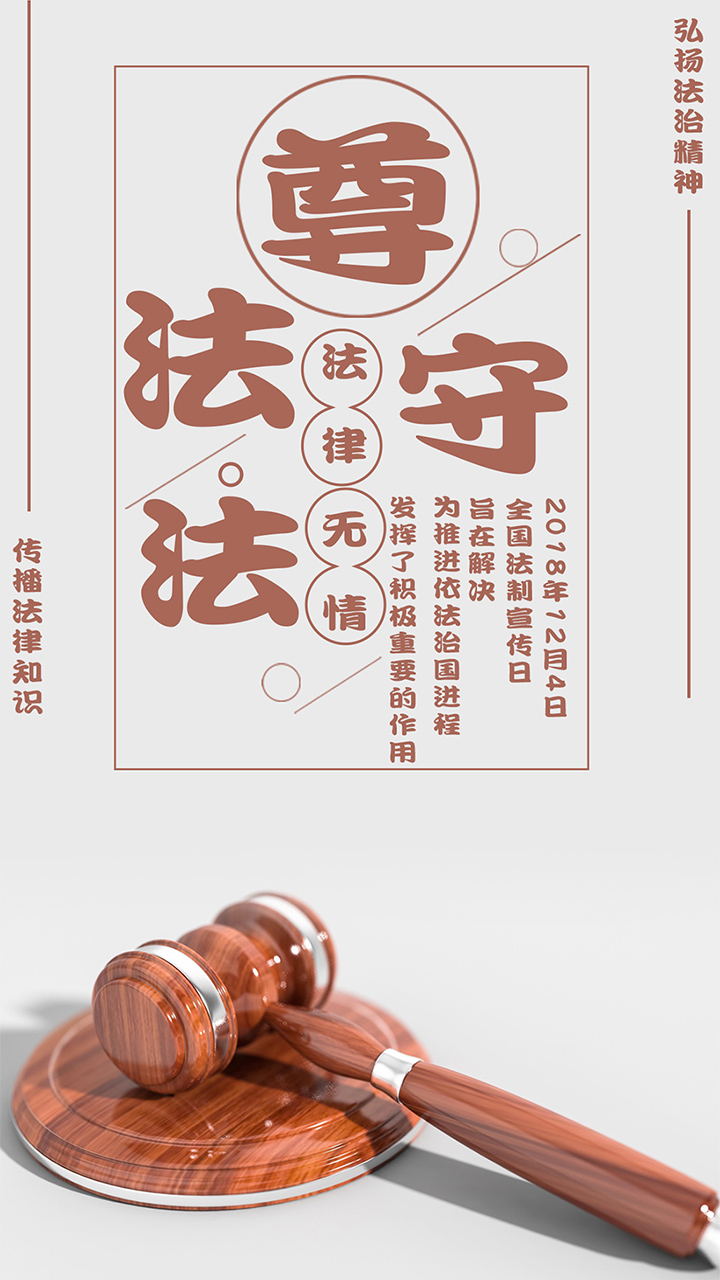 弘扬法治精神
尊
法
守
法
法律无情
2018年12月4日
全国法制宣传日
旨在解决
为推进依法治国进程
发挥了积极重要的作用
传播法律知识